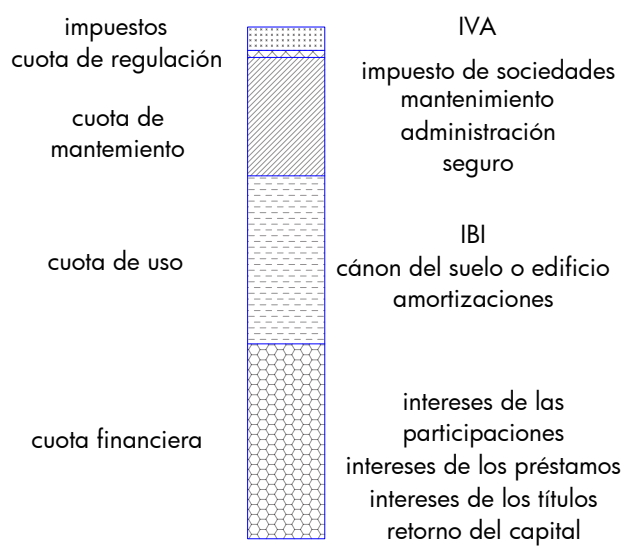 impuestos
cuota de regulación
cuota de
mantemiento
cuota de uso
cuota financiera
IVA
impuesto de sociedades
mantenimiento
administración
seguro
IBI
cánon del suelo o edificio
amortizaciones
intereses de las
participaciones
intereses de los préstamos
intereses de los títulos
retorno del capital